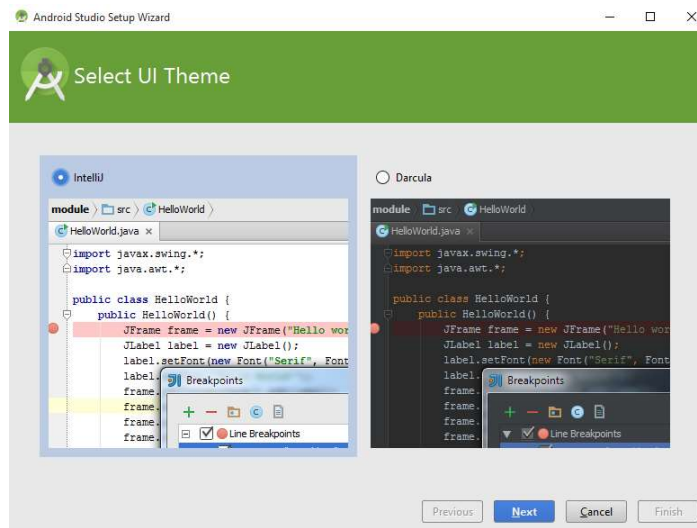 Android Studio Setup Wizard
Select UI Theme
IntelliJ
module src HelloWorld
HelloWorld.java ×
import javax.swing.*;
import java.awt.*;
public class HelloWorld {
public HelloWorld() {
JFrame frame = new JFrame("Hello wor
JLabel label = new JLabel();
label.setFont(new Font("Serif", Font
label.
frame.
frame.
frame.
frame.
Breakpoints
Line Breakpoints
Darcula
module src HelloWorld
HelloWorld.java ×
import javax.swing.*;
import java.awt.*;
public class HelloWorld {
public HelloWorld() {
JFrame frame = new JFrame("Hello wor
JLabel label = new JLabel();
label.setFont(new Font("Serif", Font
label.
frame.
frame.
frame.
frame.
Breakpoints
Line Breakpoints
Previous Next Cancel Finish